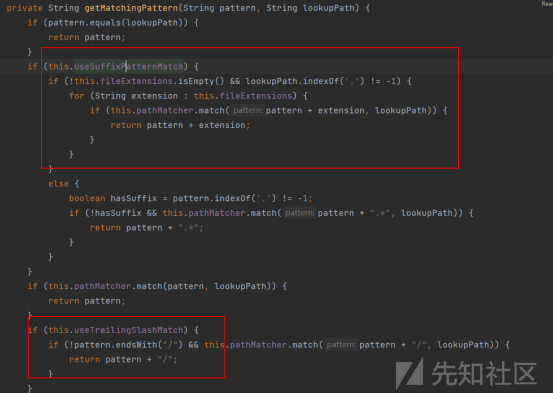 Rea
private String getMatchingPattern(String pattern, String lookupPath) {
if (pattern.equals(lookupPath)) {
return pattern;
}
if (this.useSuffixPatternMatch) {
if (!this.fileExtensions.isEmpty() && lookupPath.indexOf('.') != -1) {
for (String extension : this.fileExtensions) {
if (this.pathMatcher.match( pattern: pattern + extension, lookupPath)) {
return pattern + extension;
}
}
}
else {
boolean hasSuffix = pattern.indexOf('.') != -1;
if (!hasSuffix && this.pathMatcher.match( pattern: pattern + ".*", lookupPath)) {
return pattern + ".*";
}
}
}
if (this.pathMatcher.match(pattern, lookupPath)) {
return pattern;
}
if (this.useTrailingSlashMatch) {
if (!pattern.endsWith("/") && this.pathMatcher.match( pattern: pattern + "/", lookupPath)) {
return pattern + "/";
}
}
先知社区